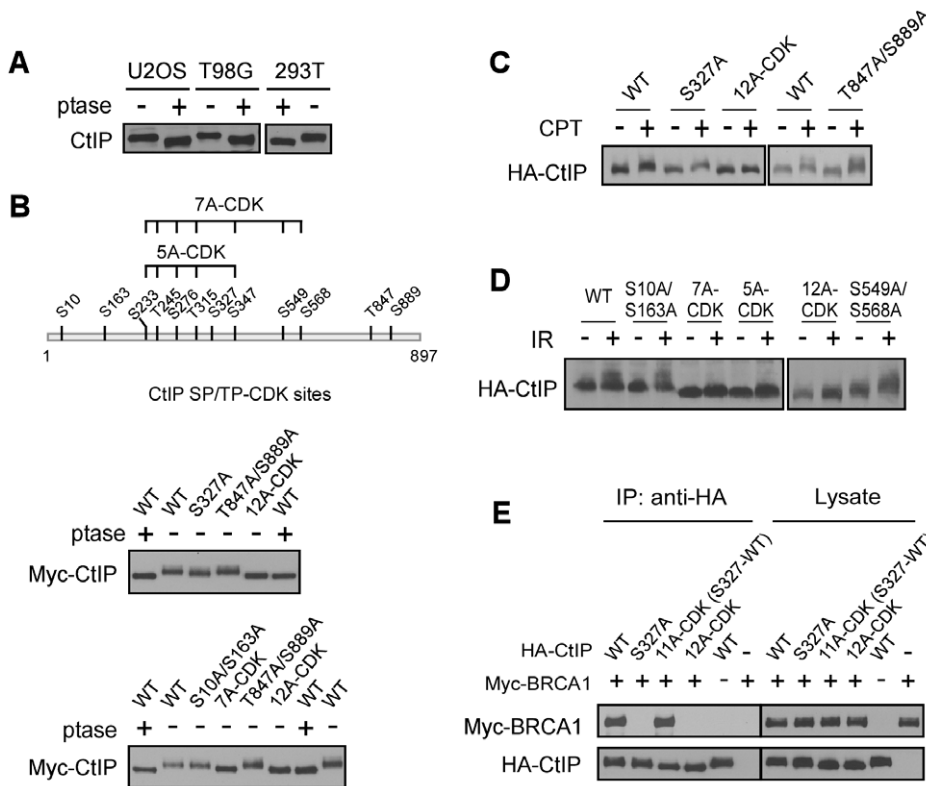 A
U2OS T98G 293T
ptase - + - + + -
CtIP
B
7A-CDK
5A-CDK
S10 S163 S233 T245 S276 T315 S327 S347 S549 S568 T847 S889
1 897
CtIP SP/TP-CDK sites
WT WT S327A T847A/S889A 12A-CDK WT
ptase + - - - - +
Myc-CtIP
WT WT S10A/S163A 7A-CDK T847A/S889A 12A-CDK WT WT
ptase + - - - - - + -
Myc-CtIP
C
WT S327A 12A-CDK WT T847A/S889A
CPT - + - + - + - + - +
HA-CtIP
D
WT S10A/S163A 7A-CDK 5A-CDK 12A-CDK S549A/S568A
IR - + - + - + - + - + - +
HA-CtIP
E
IP: anti-HA Lysate
HA-CtIP WT S327A 11A-CDK (S327-WT) 12A-CDK WT - WT S327A 11A-CDK (S327-WT) 12A-CDK WT -
Myc-BRCA1 + + + + - + + + + + - +
Myc-BRCA1
HA-CtIP